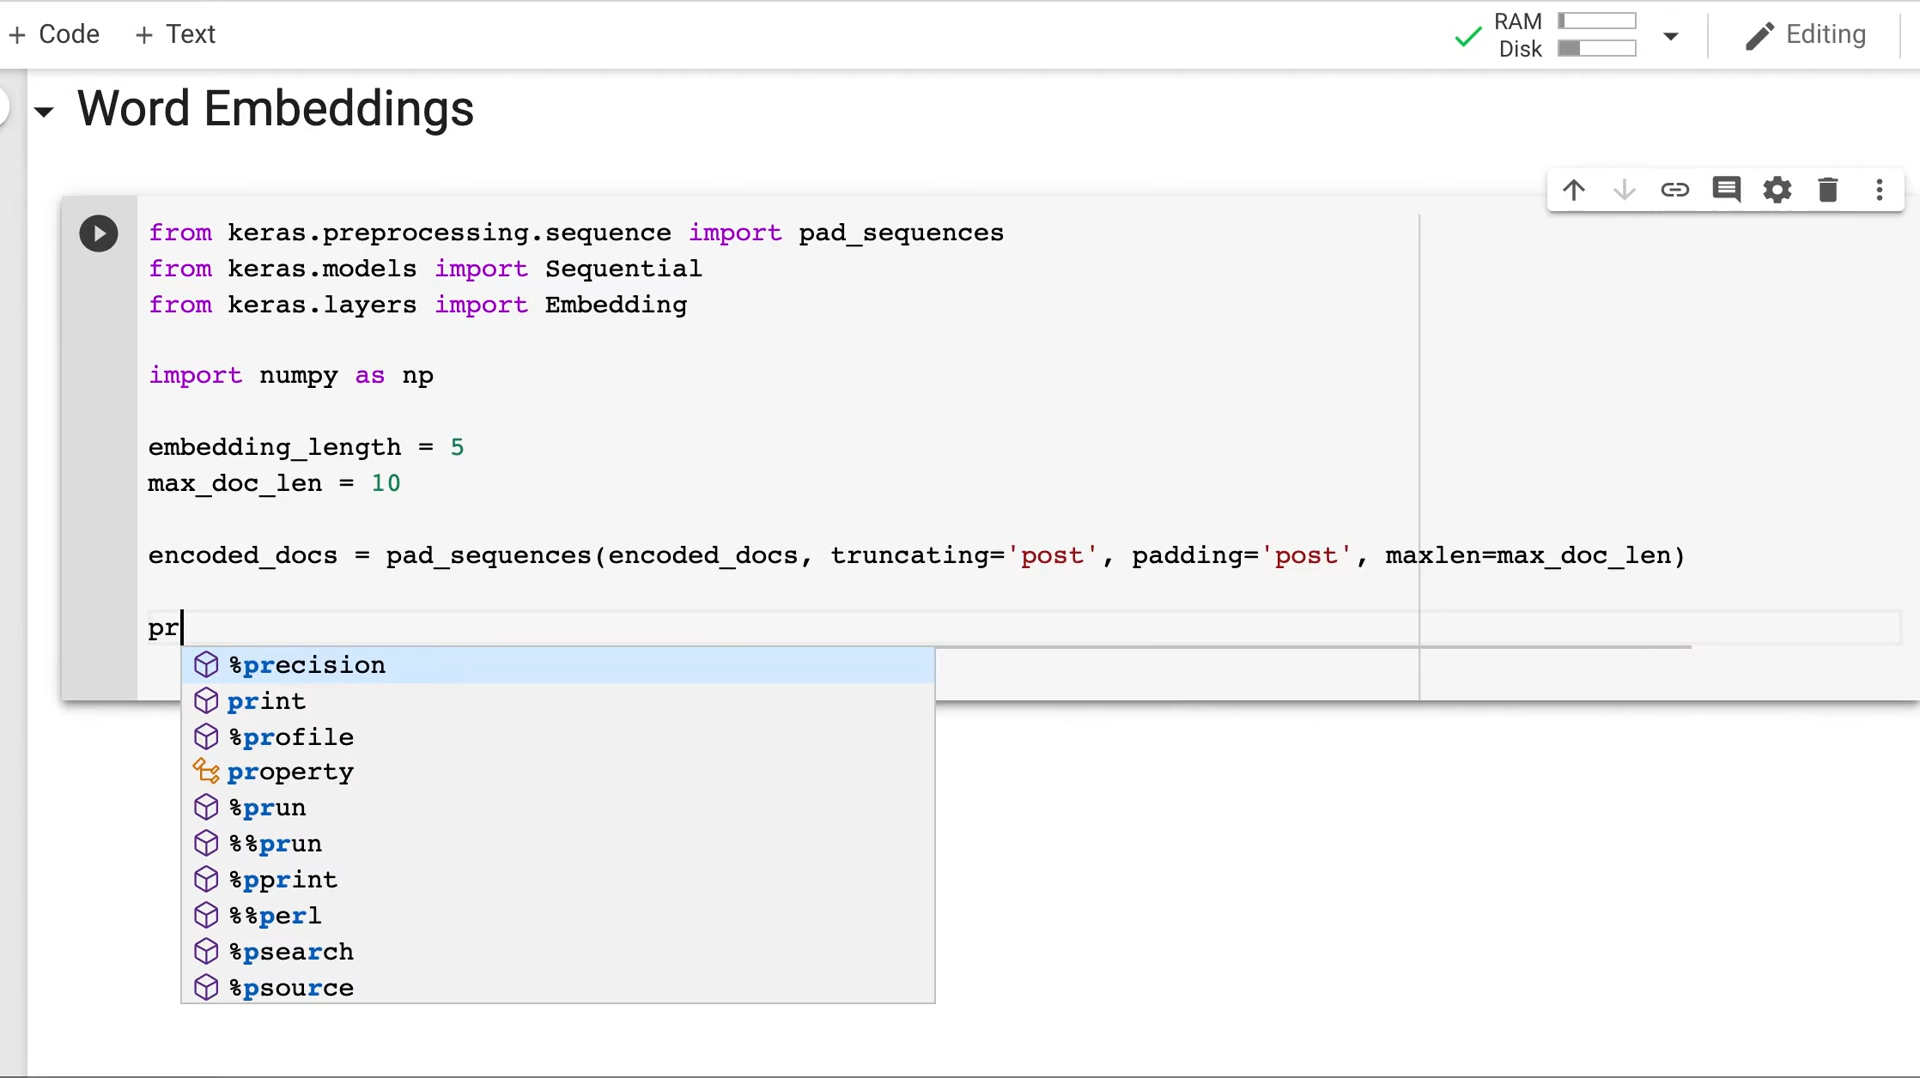 + Code + Text
RAM
Disk
Editing
Word Embeddings
from keras.preprocessing.sequence import pad_sequences
from keras.models import Sequential
from keras.layers import Embedding
import numpy as np
embedding_length = 5
max_doc_len = 10
encoded_docs = pad_sequences(encoded_docs, truncating='post', padding='post', maxlen=max_doc_len)
pr
%precision
print
%profile
property
%prun
%%prun
%pprint
%%perl
%psearch
%psource